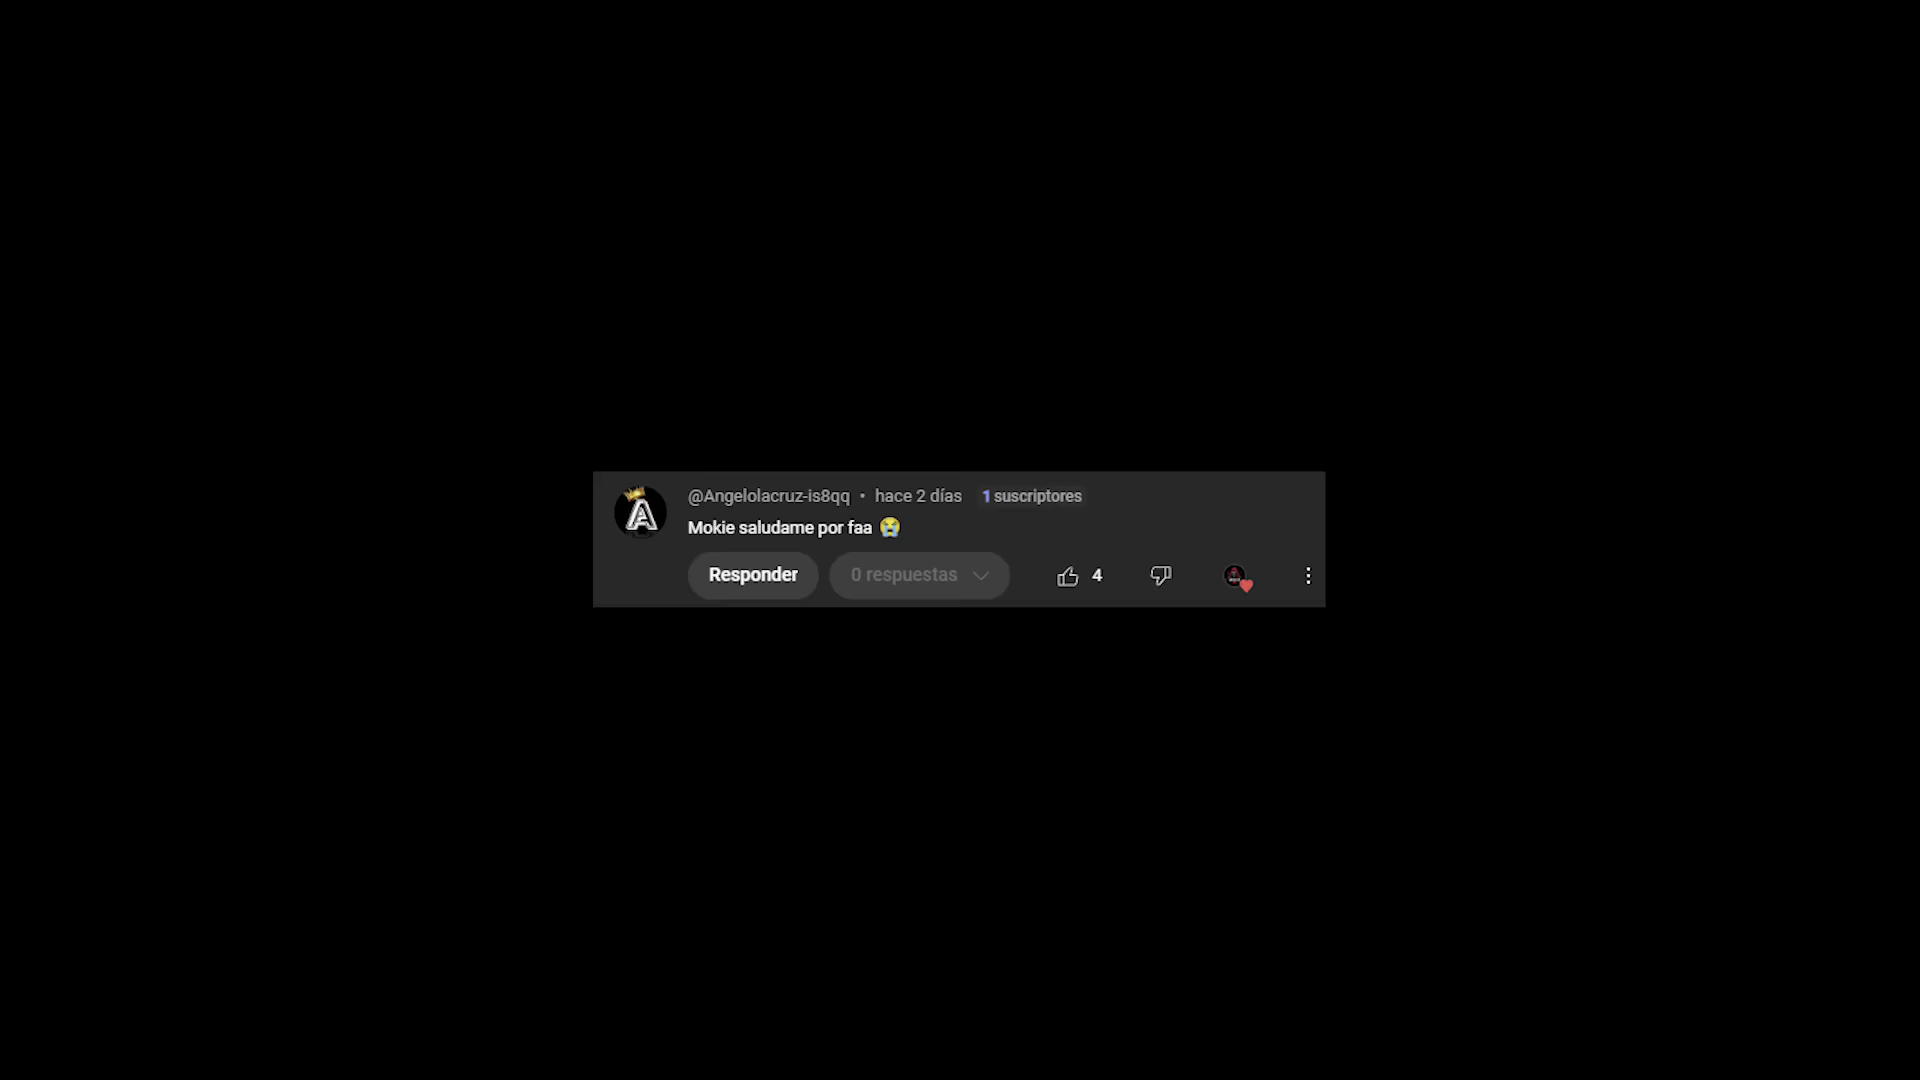 @Angelolacruz-is8qq • hace 2 días 1 suscriptores
Mokie saludame por faa 😭
Responder 0 respuestas 4